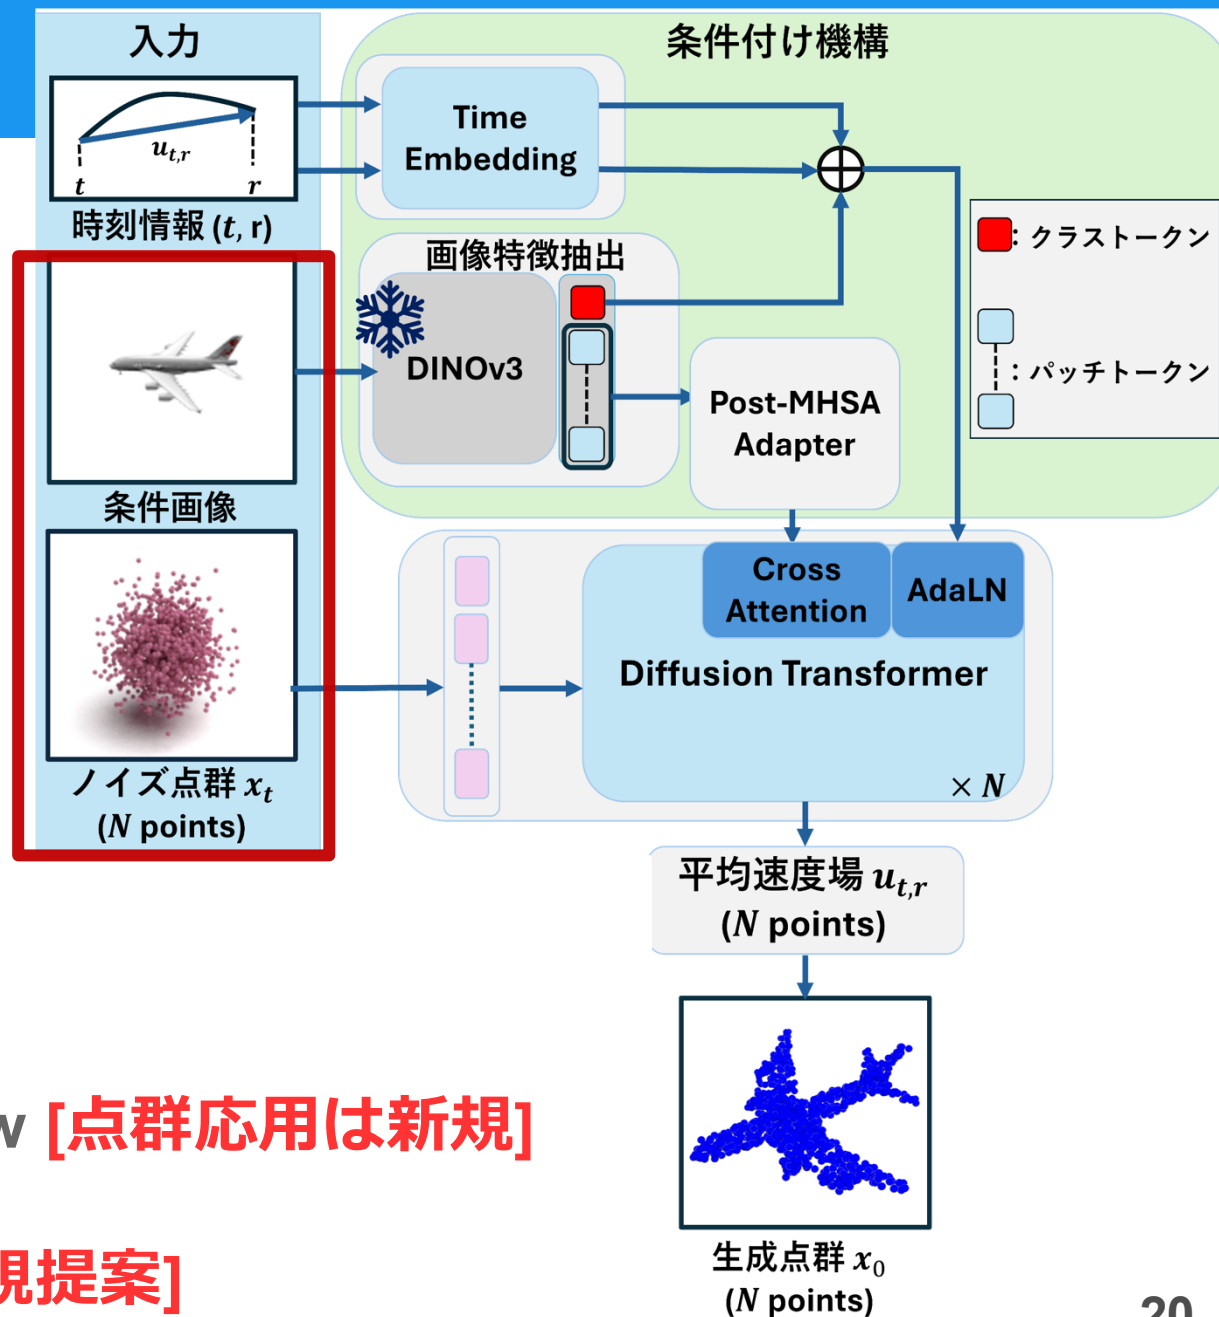 入力
条件付け機構
Time
Embedding
u_{t,r}
t
r
時刻情報 (t, r)
画像特徴抽出
DINOv3
Post-MHSA
Adapter
: クラストークン
: パッチトークン
条件画像
Cross
Attention
AdaLN
Diffusion Transformer
× N
ノイズ点群 x_t
(N points)
平均速度場 u_{t,r}
(N points)
w [点群応用は新規]
規提案]
生成点群 x_0
(N points)
20